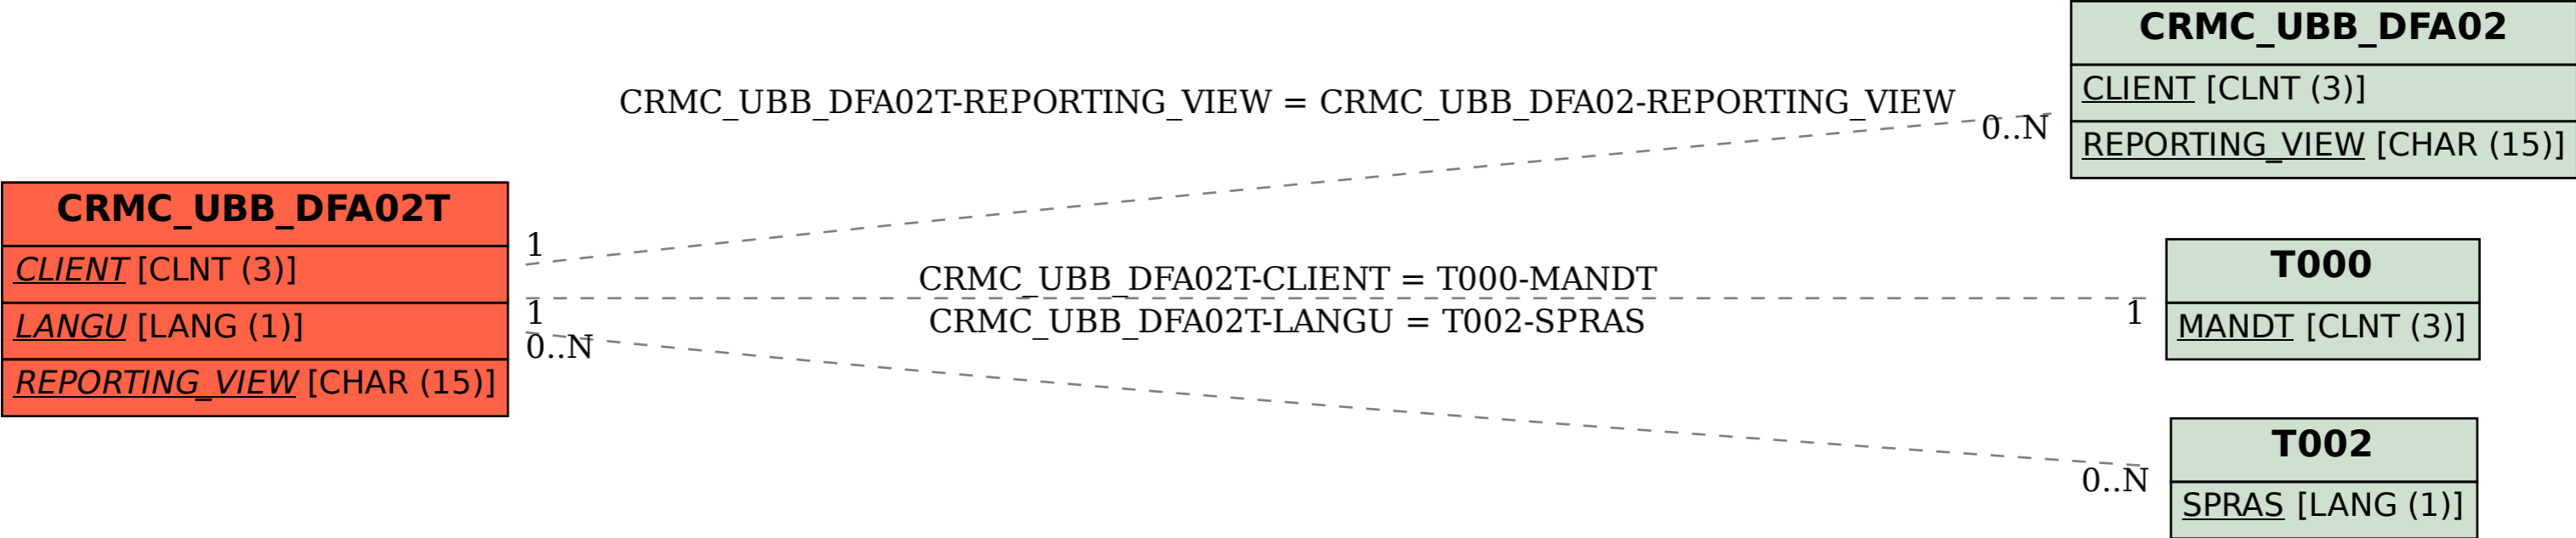 CRMC_UBB_DFA02T
CLIENT [CLNT (3)]
LANGU [LANG (1)]
REPORTING_VIEW [CHAR (15)]
CRMC_UBB_DFA02T-REPORTING_VIEW = CRMC_UBB_DFA02-REPORTING_VIEW
1
0..N
CRMC_UBB_DFA02T-CLIENT = T000-MANDT
1
1
CRMC_UBB_DFA02T-LANGU = T002-SPRAS
0..N
0..N
CRMC_UBB_DFA02
CLIENT [CLNT (3)]
REPORTING_VIEW [CHAR (15)]
T000
MANDT [CLNT (3)]
T002
SPRAS [LANG (1)]